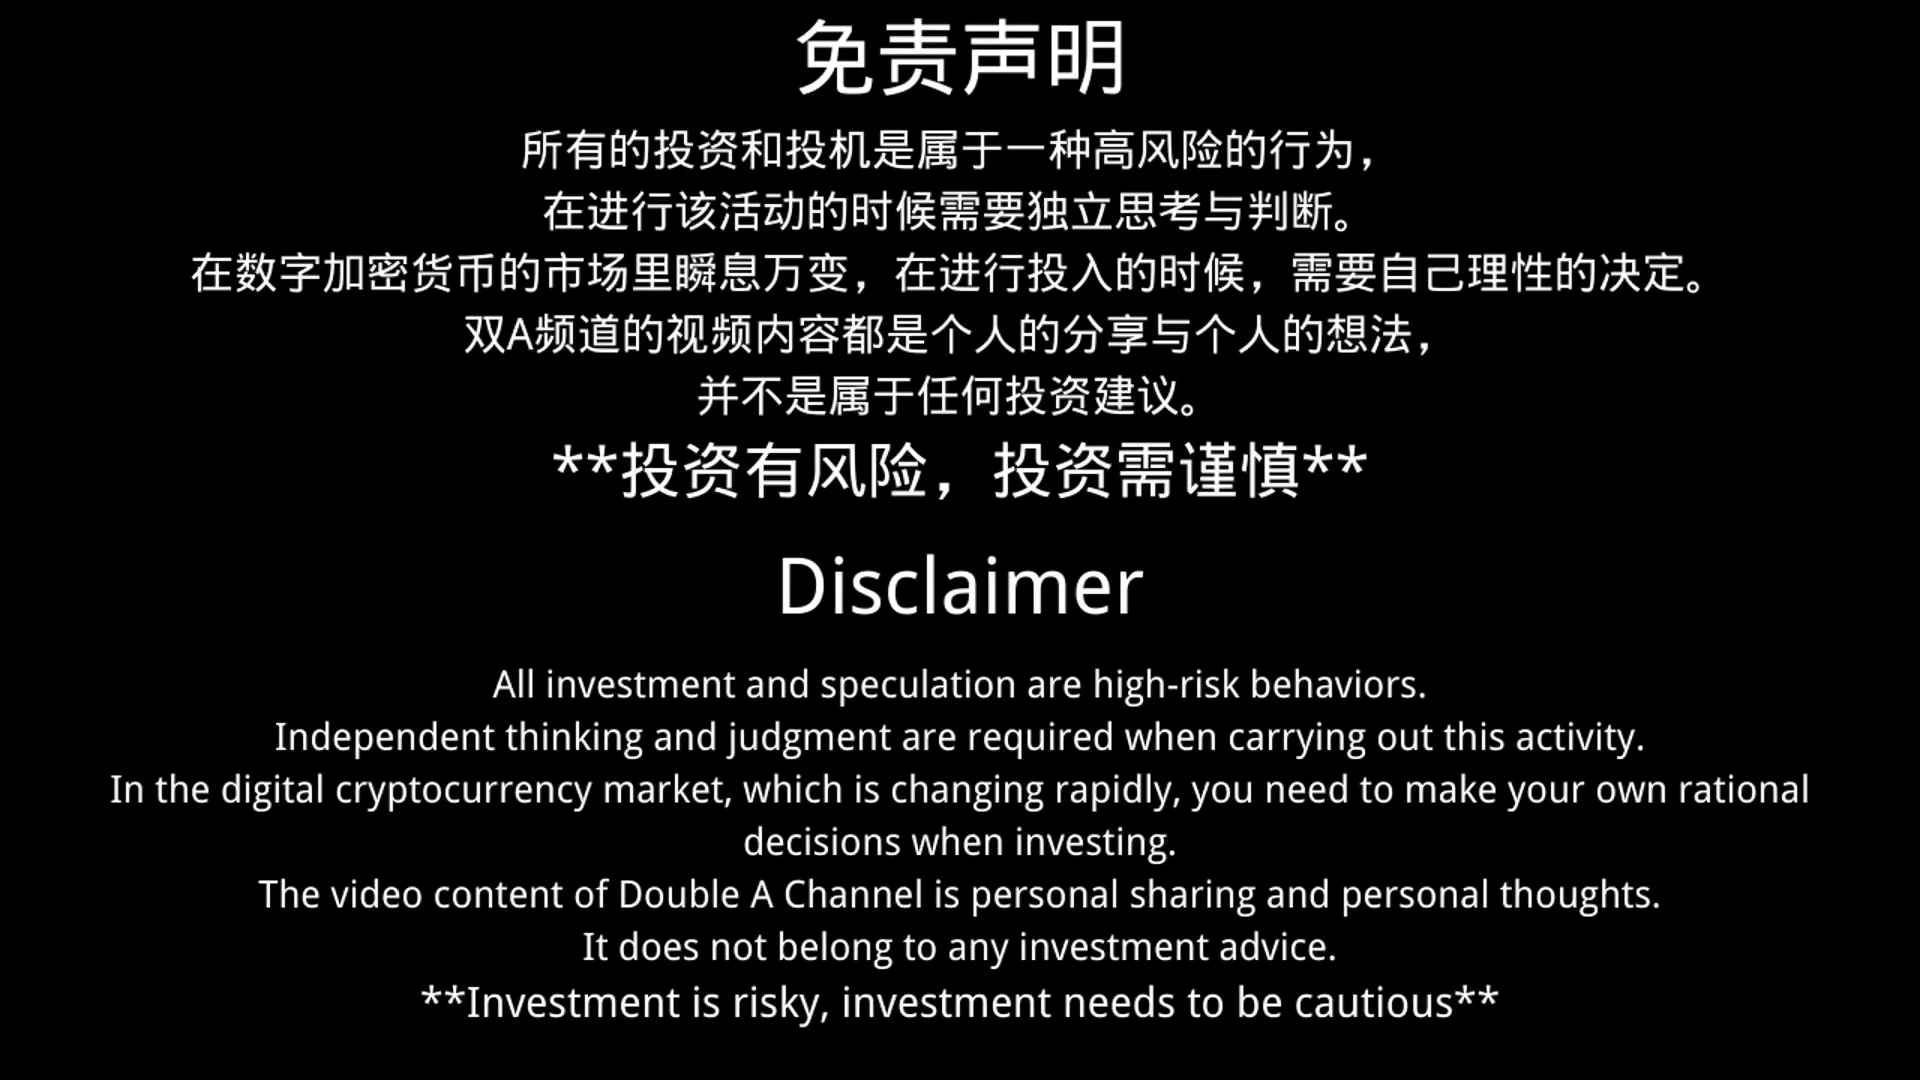 免责声明
所有的投资和投机是属于一种高风险的行为，
在进行该活动的时候需要独立思考与判断。
在数字加密货币的市场里瞬息万变，在进行投入的时候，需要自己理性的决定。
双A频道的视频内容都是个人的分享与个人的想法，
并不是属于任何投资建议。
**投资有风险，投资需谨慎**
Disclaimer
All investment and speculation are high-risk behaviors.
Independent thinking and judgment are required when carrying out this activity.
In the digital cryptocurrency market, which is changing rapidly, you need to make your own rational
decisions when investing.
The video content of Double A Channel is personal sharing and personal thoughts.
It does not belong to any investment advice.
**Investment is risky, investment needs to be cautious**